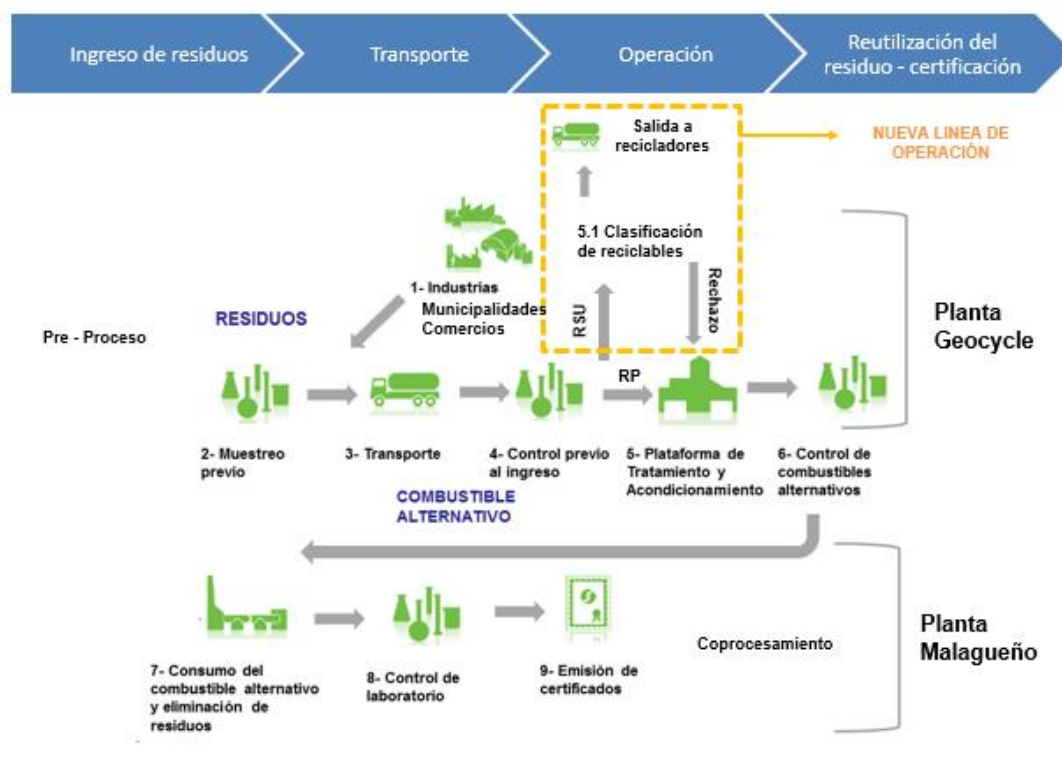 Ingreso de residuos
Transporte
Operación
Reutilización del
residuo - certificación
Salida a
recicladores
NUEVA LINEA DE
OPERACIÓN
5.1 Clasificación
de reciclables
1- Industrias
Municipalidades
Comercios
RSU
Rechazo
Pre - Proceso
RESIDUOS
RP
Planta
Geocycle
2- Muestreo
previo
3- Transporte
4- Control previo
al ingreso
5- Plataforma de
Tratamiento y
Acondicionamiento
6- Control de
combustibles
alternativos
COMBUSTIBLE
ALTERNATIVO
7- Consumo del
combustible alternativo
y eliminación de
residuos
8- Control de
laboratorio
9- Emisión de
certificados
Coprocesamiento
Planta
Malagueño